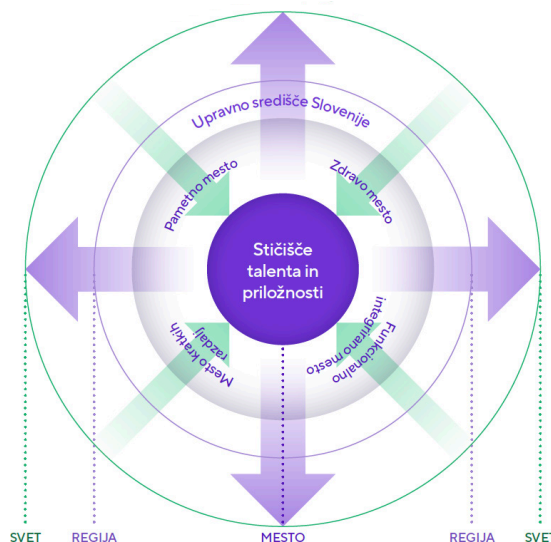 Upravno središče Slovenije
Pametno mesto
Zdravo mesto
Stičišče
talenta in
priložnosti
Mesto kratkih
razdalj
Funkcionalno
integrirano mesto
SVET
REGIJA
MESTO
REGIJA
SVET